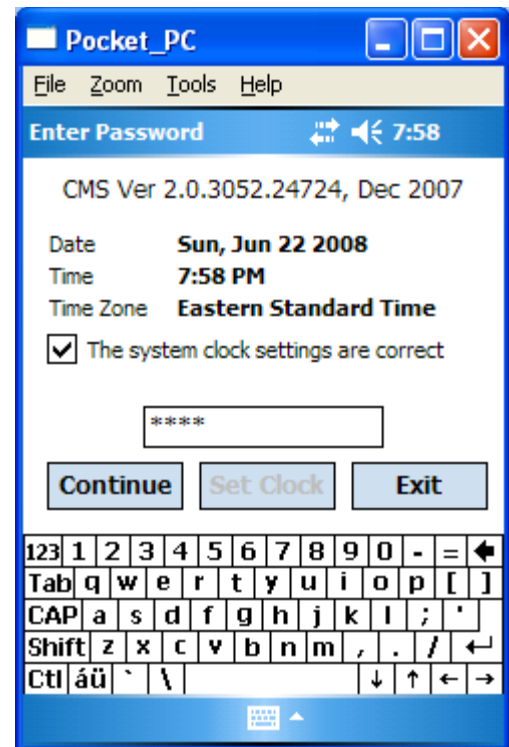 Pocket_PC
File Zoom Tools Help
Enter Password 7:58
CMS Ver 2.0.3052.24724, Dec 2007
Date Sun, Jun 22 2008
Time 7:58 PM
Time Zone Eastern Standard Time
The system clock settings are correct
****
Continue Set Clock Exit
123 1 2 3 4 5 6 7 8 9 0 - = 🡸
Tab q w e r t y u i o p [ ]
CAP a s d f g h j k l ; '
Shift z x c v b n m , . / ↵
Ctl áü ` \ ↓ ↑ ← →